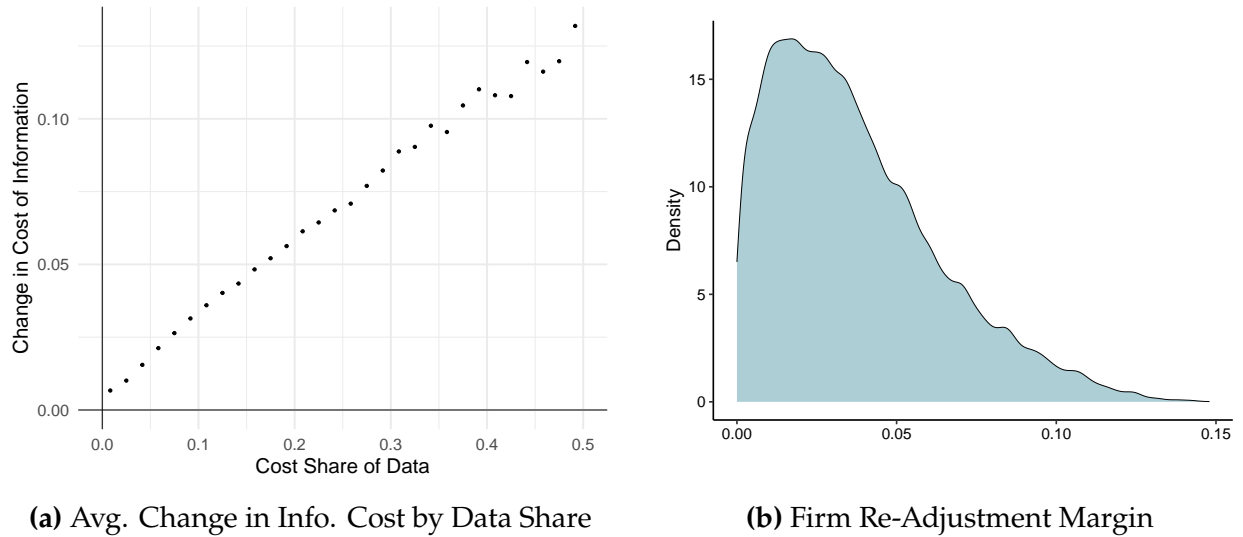 Change in Cost of Information
0.10
0.05
0.00
0.0 0.1 0.2 0.3 0.4 0.5
Cost Share of Data
(a) Avg. Change in Info. Cost by Data Share
Density
15
10
5
0
0.00 0.05 0.10 0.15
(b) Firm Re-Adjustment Margin